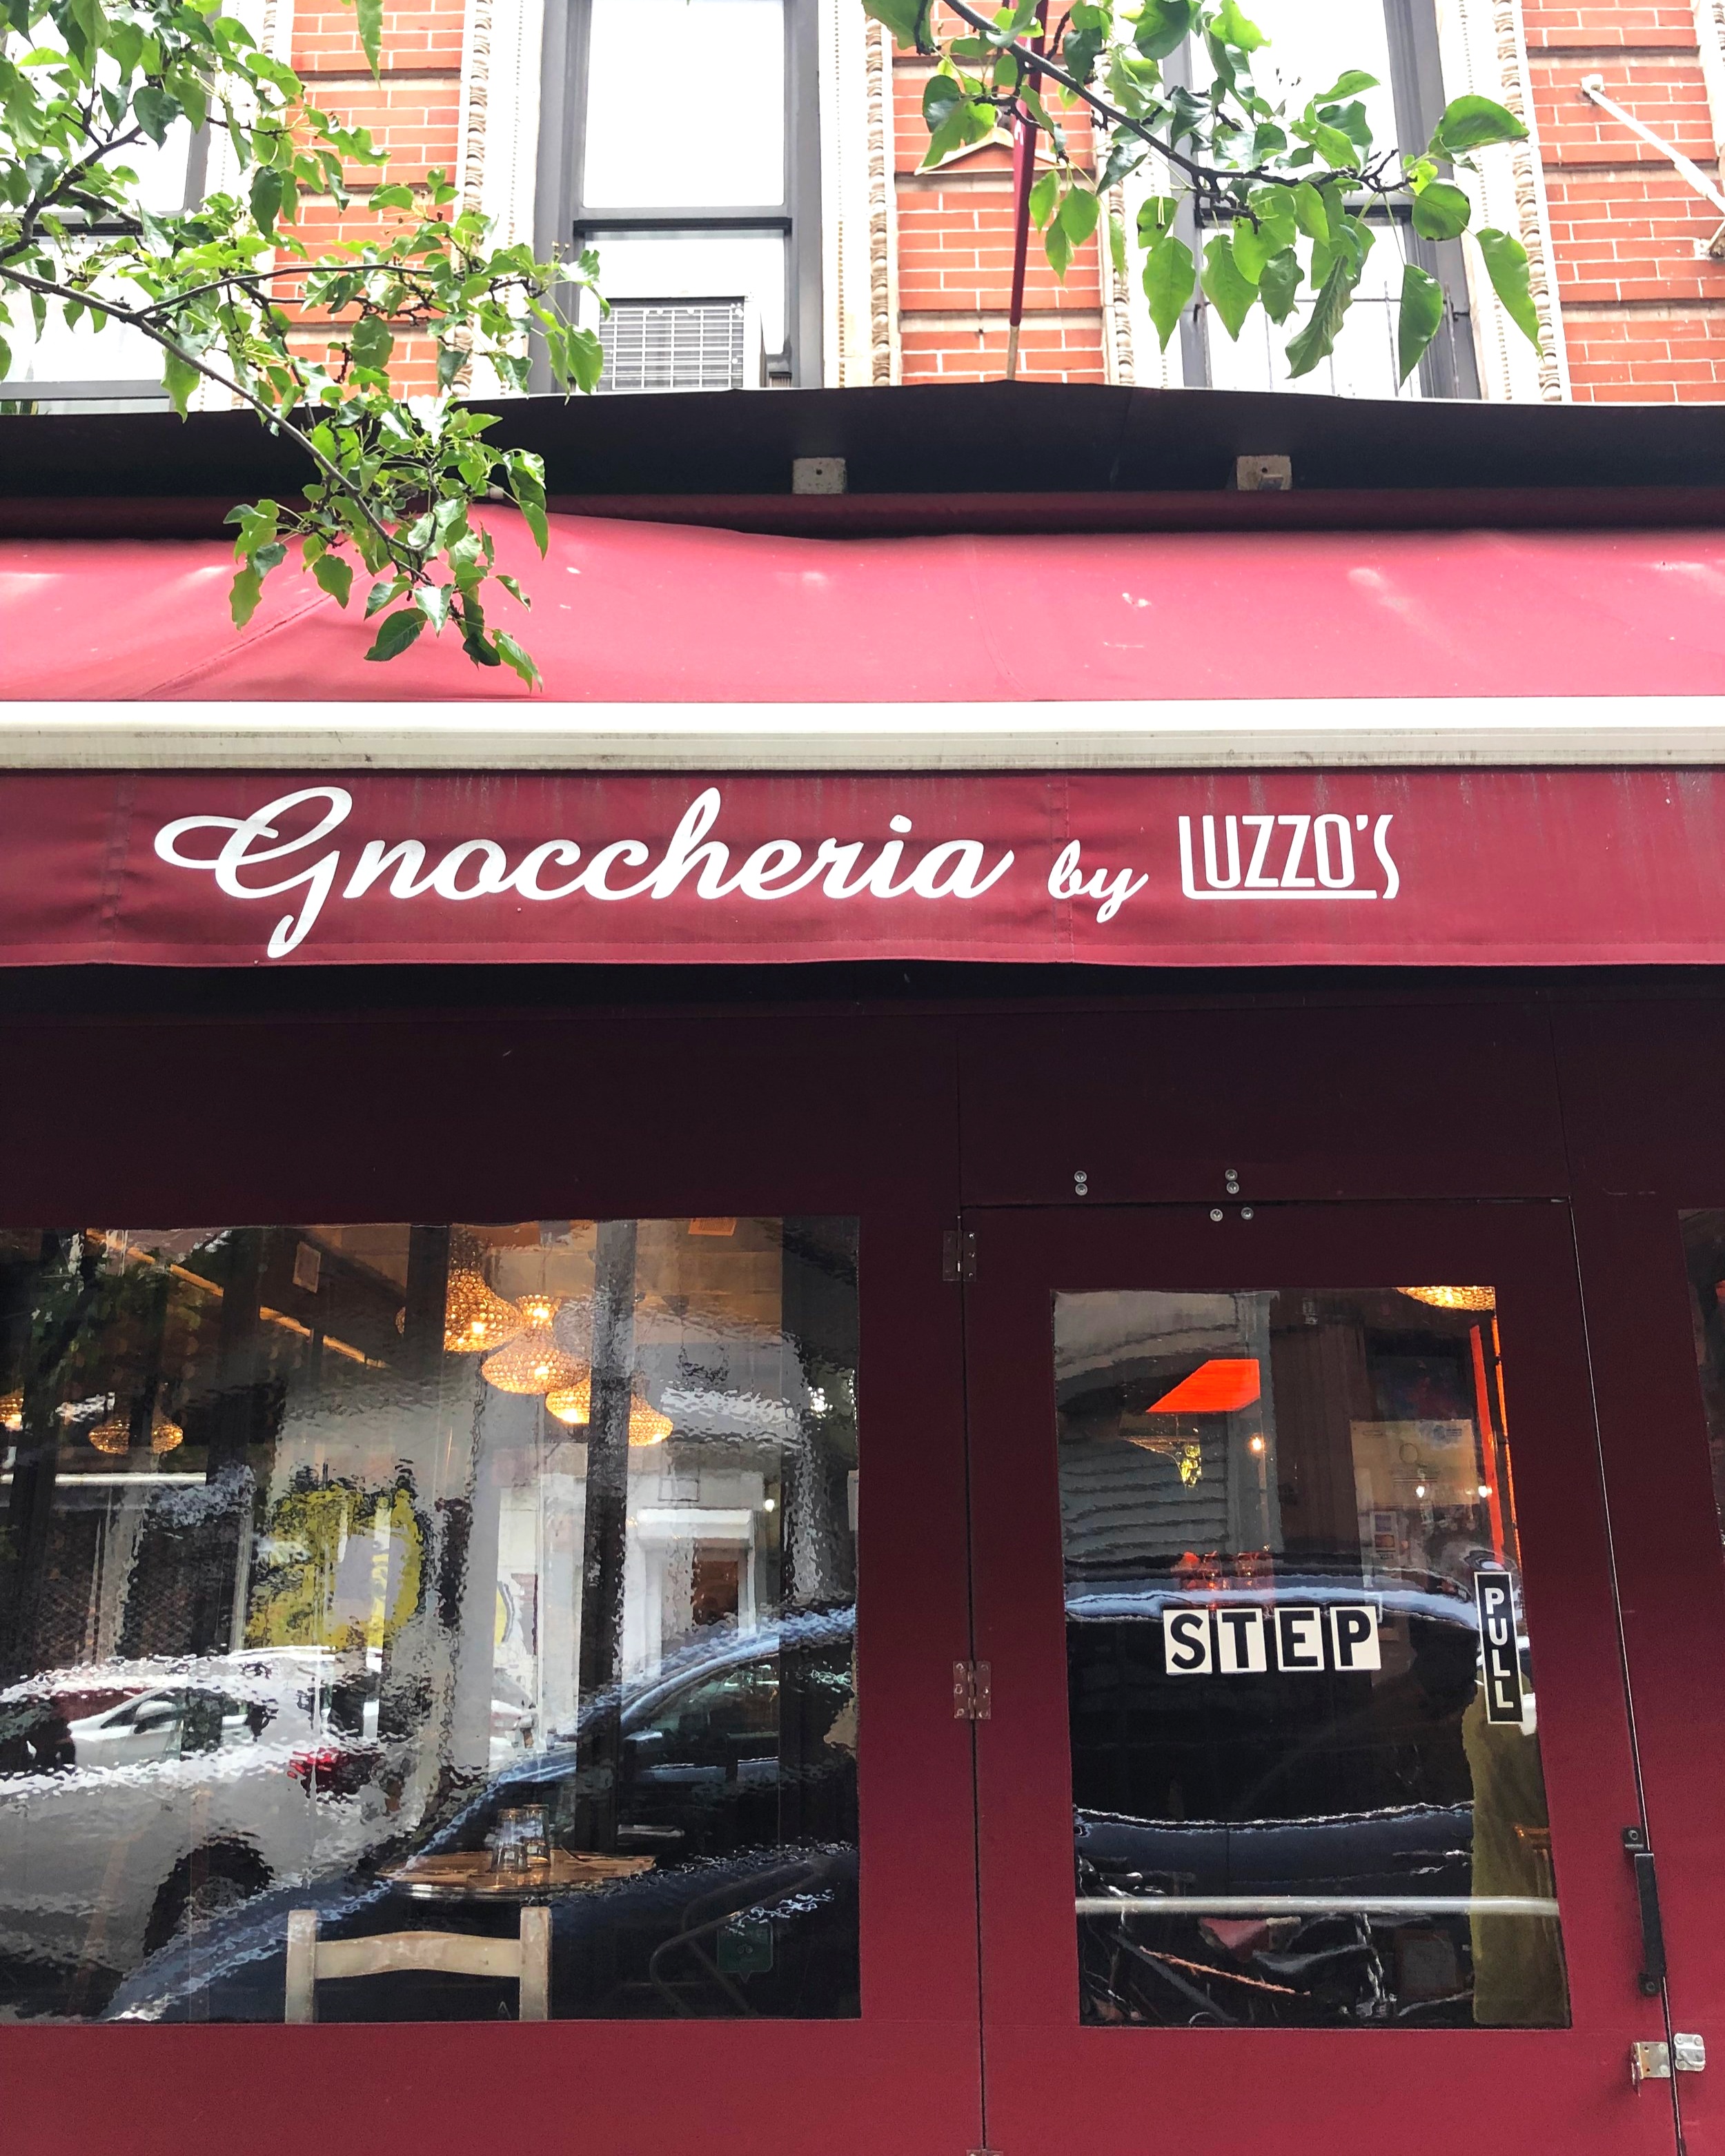 Gnoccheria by LUZZO'S
STEP
PULL